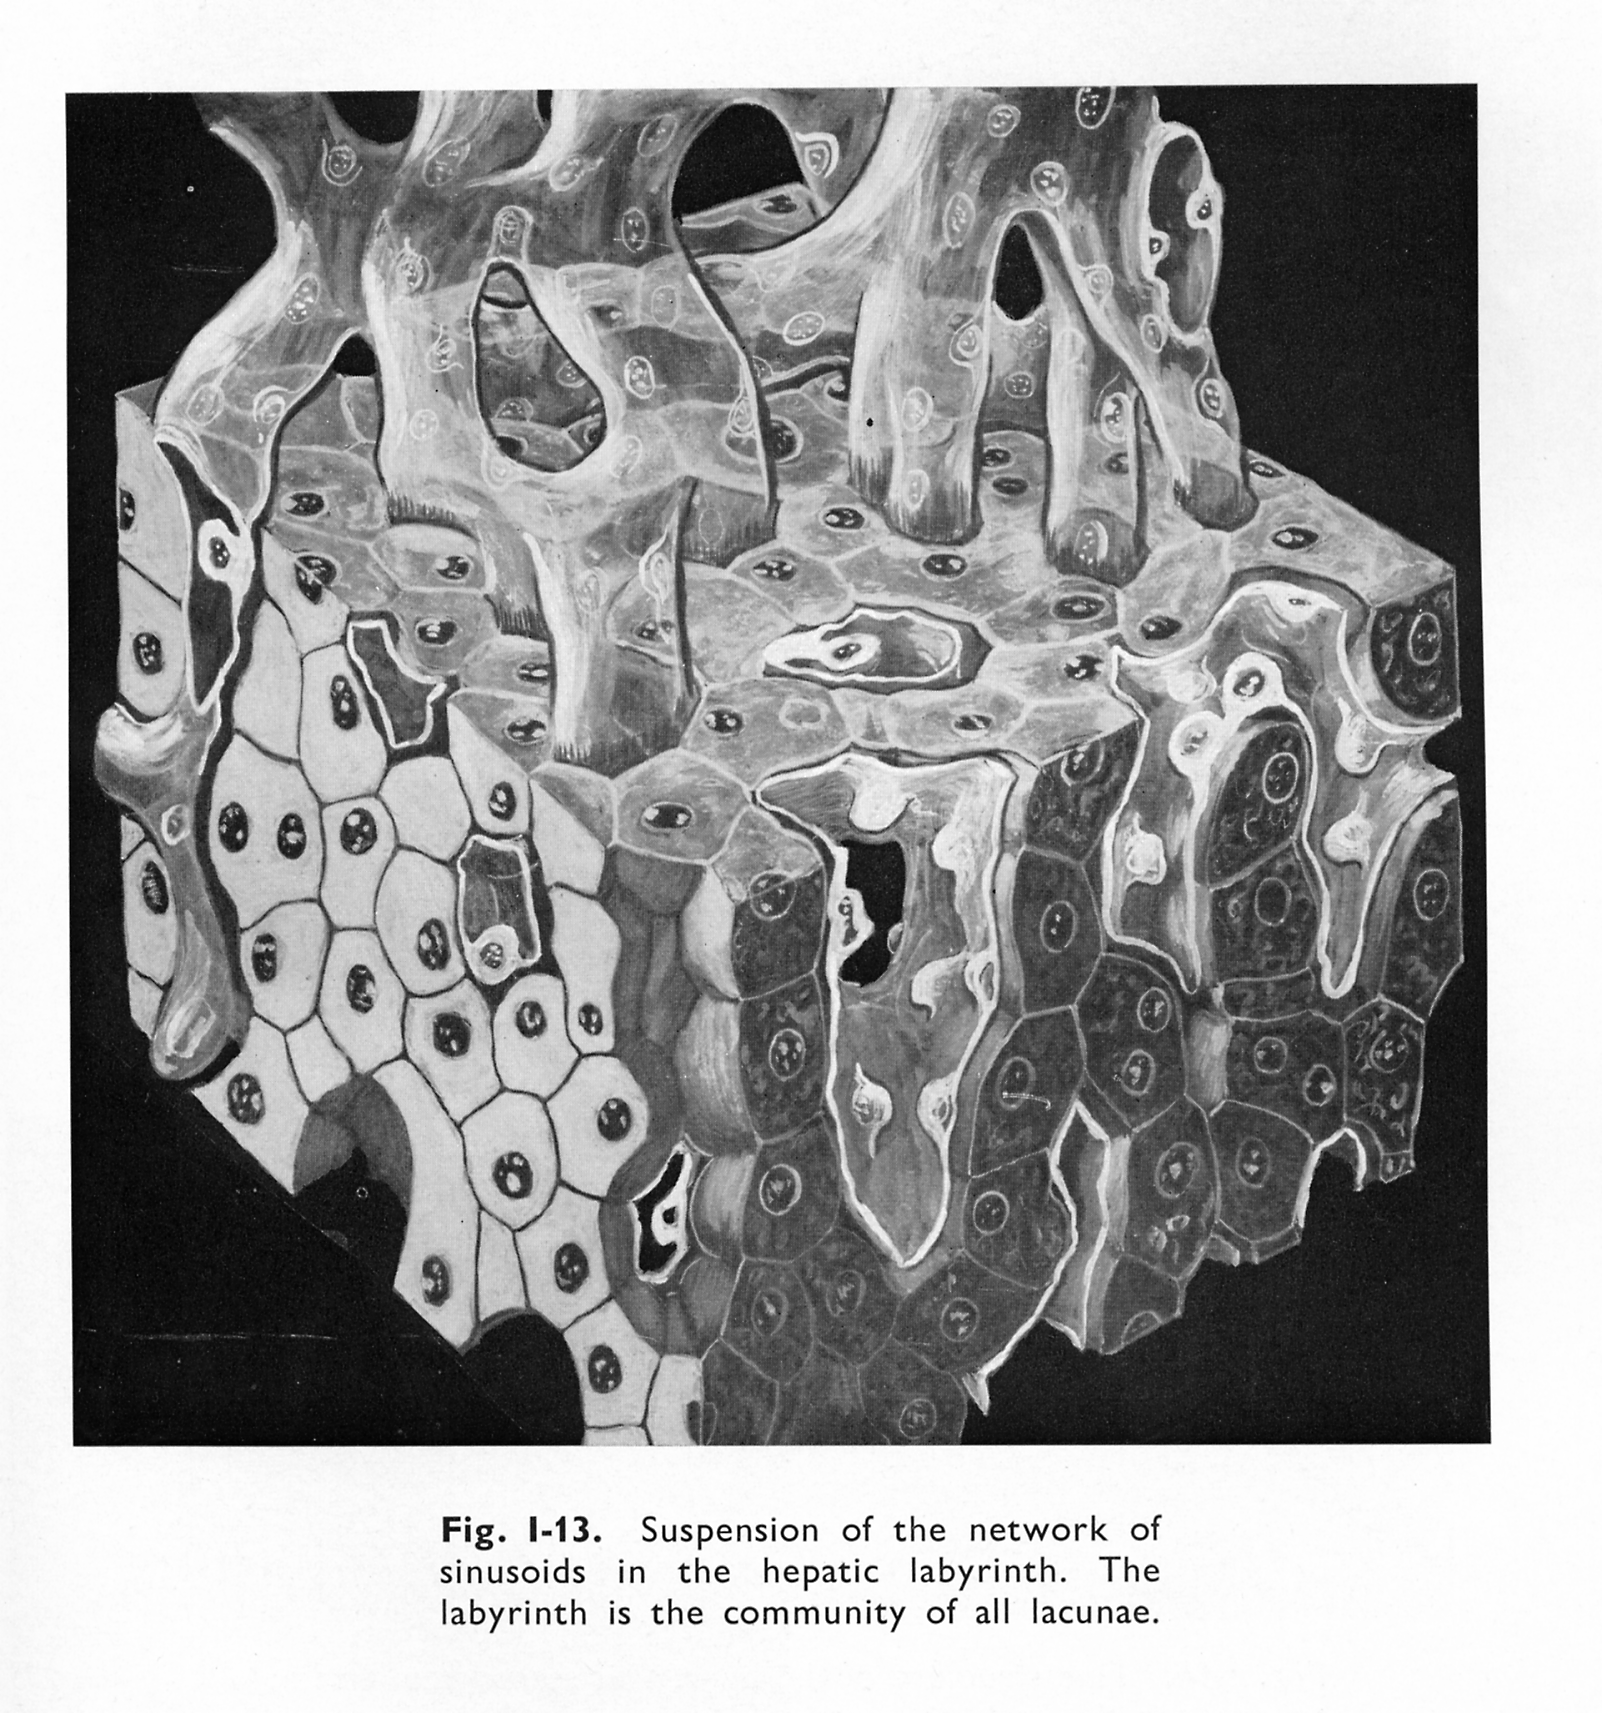 Fig. I-13. Suspension of the network of
sinusoids in the hepatic labyrinth. The
labyrinth is the community of all lacunae.